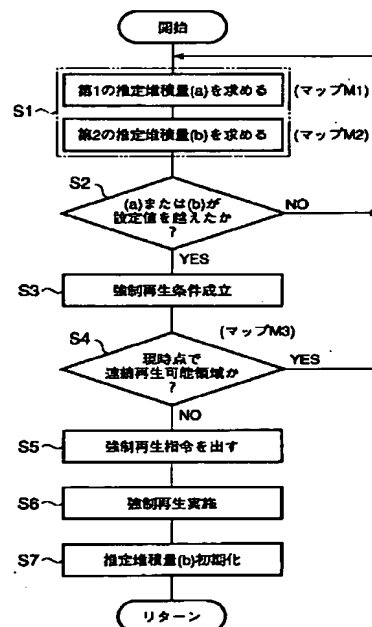 開始
第1の推定堆積量(a)を求める
(マップM1)
S1
第2の推定堆積量(b)を求める
(マップM2)
S2
(a)または(b)が
設定値を越えたか
?
NO
YES
S3
強制再生条件成立
(マップM3)
S4
現時点で
連続再生可能領域か
?
YES
NO
S5
強制再生指令を出す
S6
強制再生実施
S7
推定堆積量(b)初期化
リターン